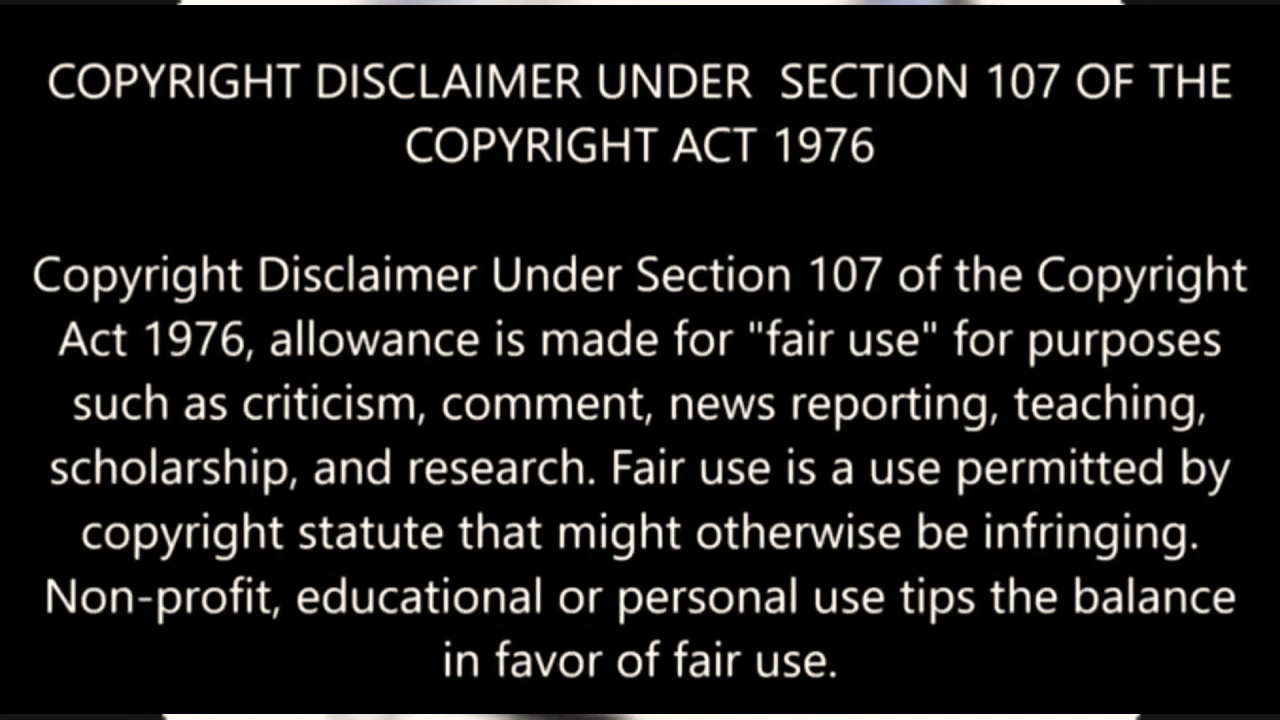 COPYRIGHT DISCLAIMER UNDER SECTION 107 OF THE
COPYRIGHT ACT 1976
Copyright Disclaimer Under Section 107 of the Copyright
Act 1976, allowance is made for "fair use" for purposes
such as criticism, comment, news reporting, teaching,
scholarship, and research. Fair use is a use permitted by
copyright statute that might otherwise be infringing.
Non-profit, educational or personal use tips the balance
in favor of fair use.